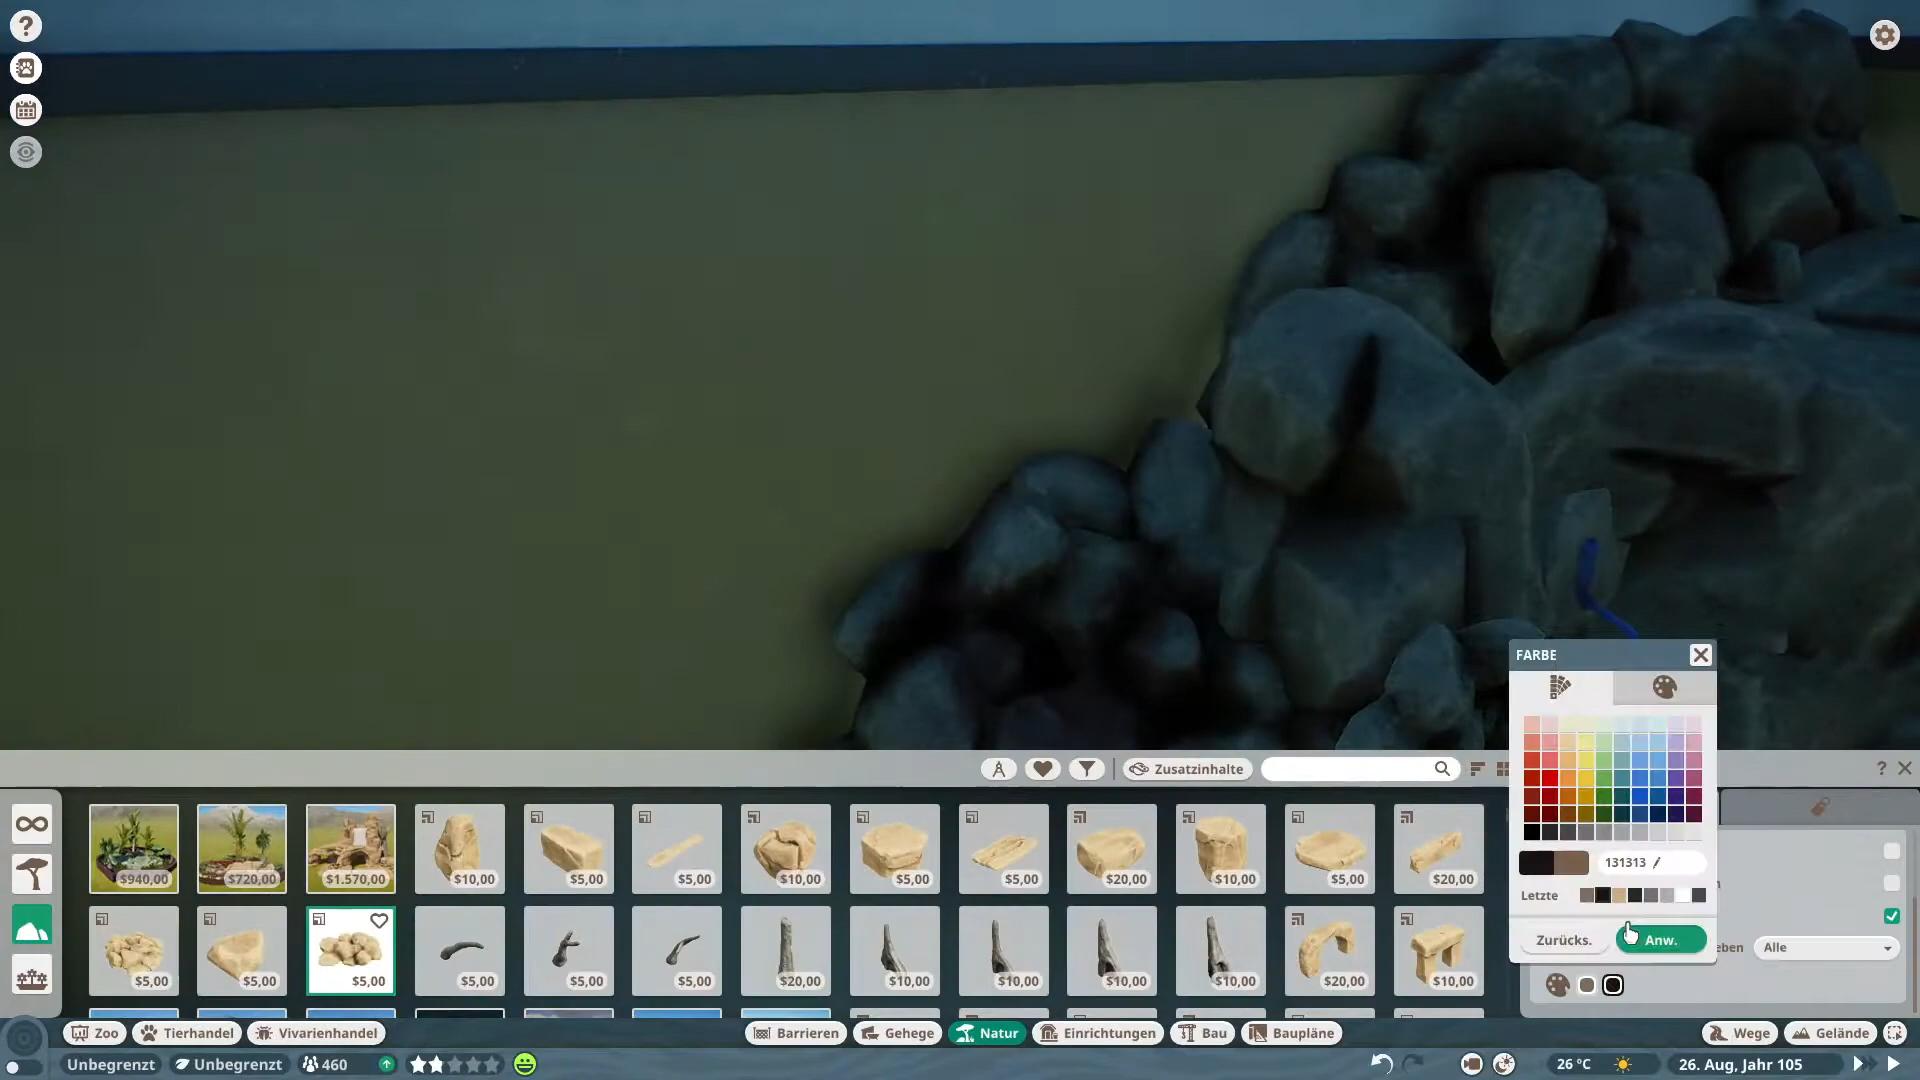 ?
FARBE
131313
Letzte
Zurücks.
Anw.
Zusatzinhalte
?
$940,00
$720,00
$1.570,00
$10,00
$5,00
$5,00
$10,00
$5,00
$5,00
$20,00
$10,00
$5,00
$20,00
$5,00
$5,00
$5,00
$5,00
$5,00
$5,00
$20,00
$10,00
$10,00
$10,00
$10,00
$20,00
$10,00
Alle
Zoo
Tierhandel
Vivarienhandel
Barrieren
Gehege
Natur
Einrichtungen
Bau
Baupläne
Wege
Gelände
Unbegrenzt
Unbegrenzt
460
26 °C
26. Aug, Jahr 105